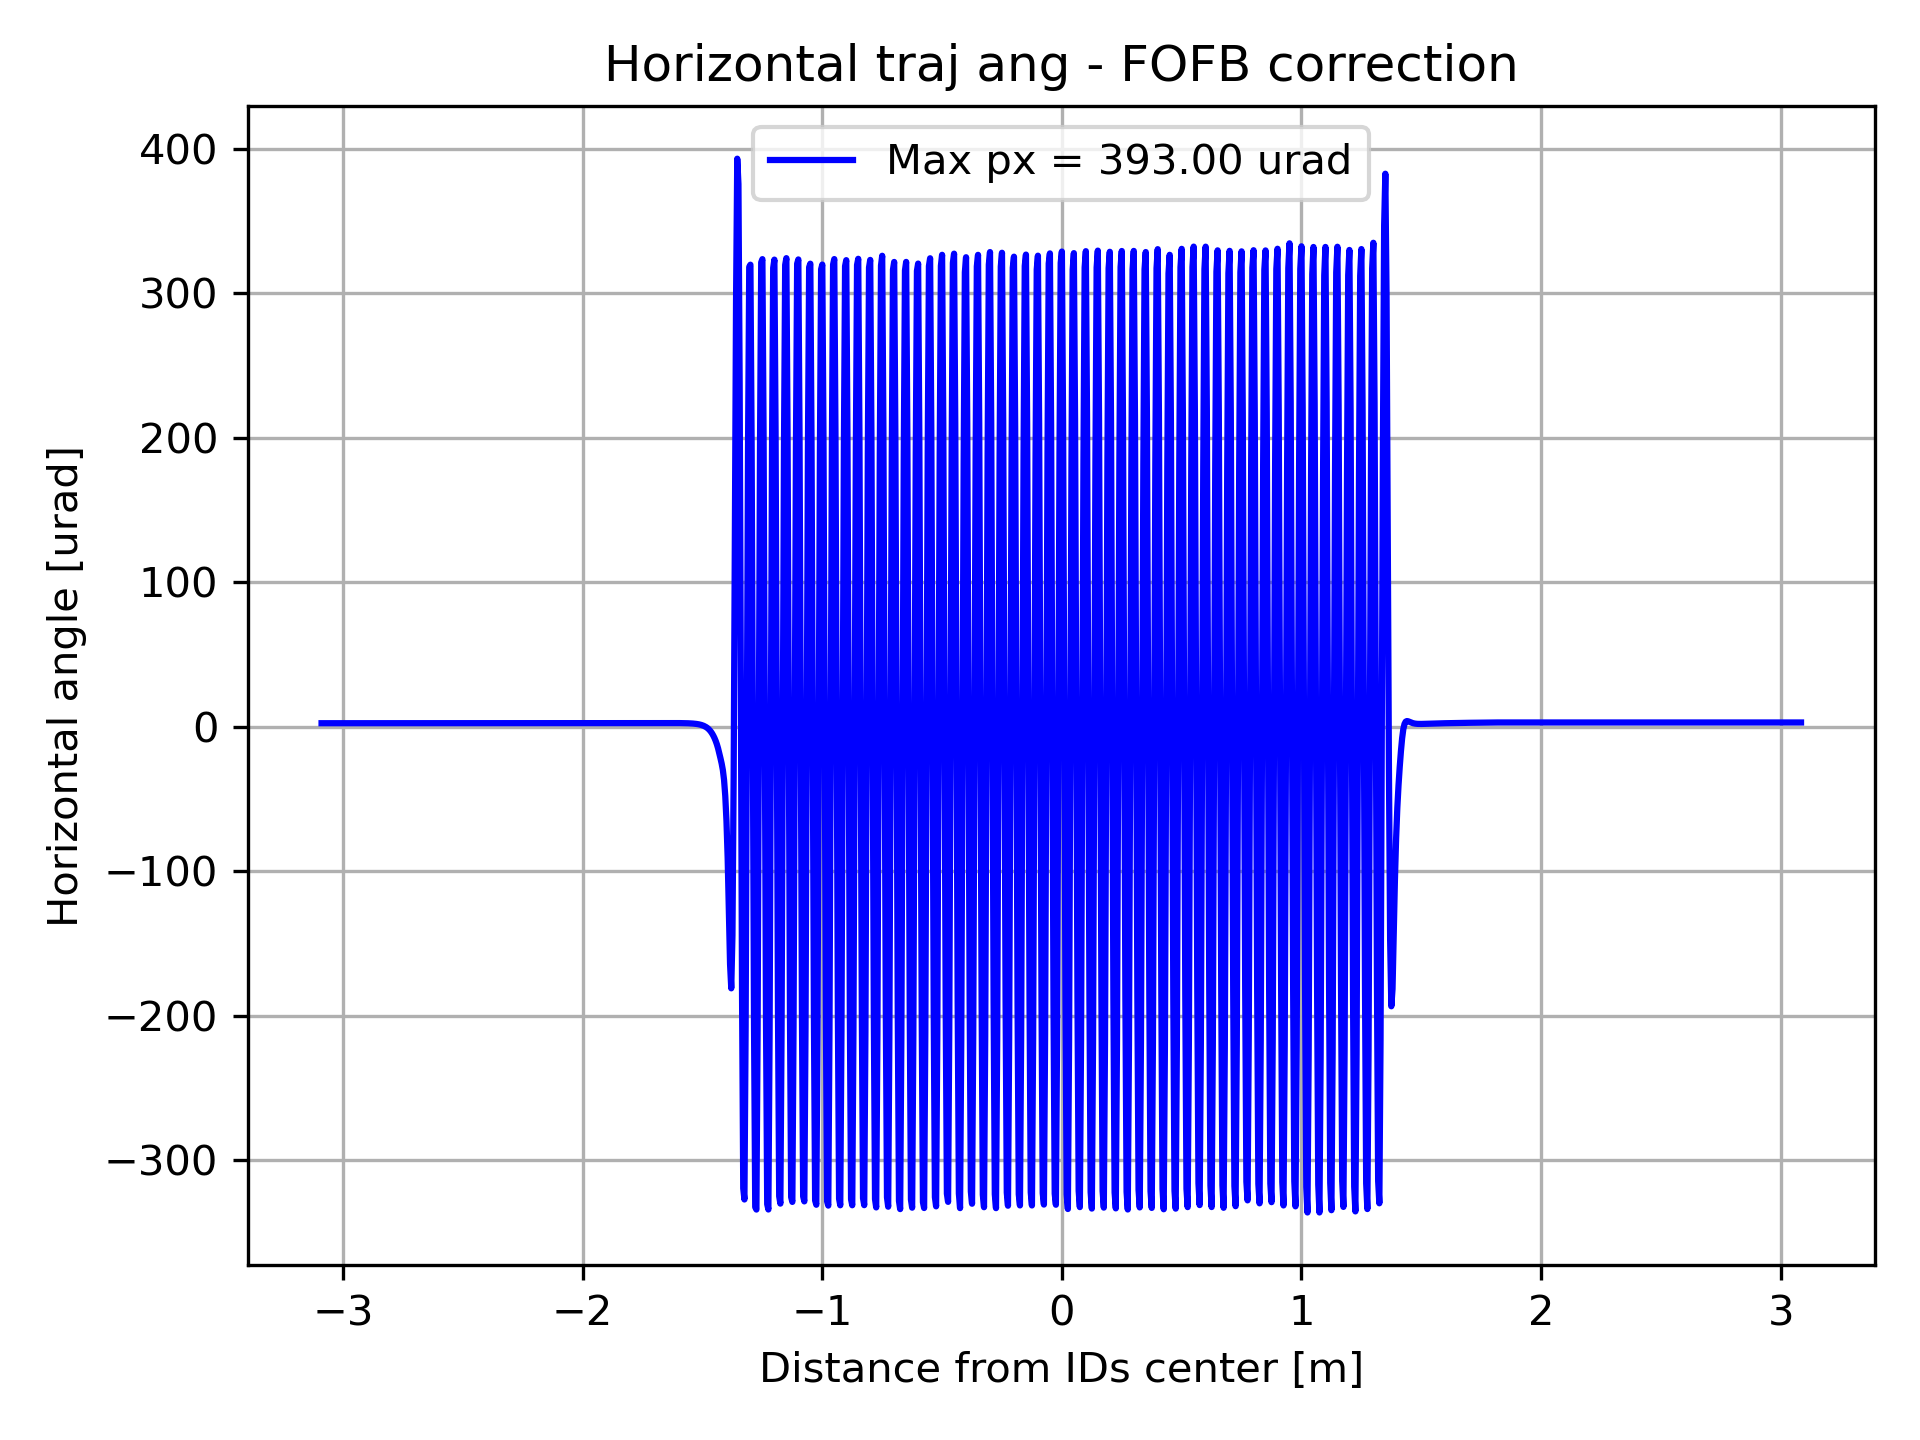 Horizontal traj ang - FOFB correction
Max px = 393.00 urad
Horizontal angle [urad]
400
300
200
100
0
−100
−200
−300
−3 −2 −1 0 1 2 3
Distance from IDs center [m]